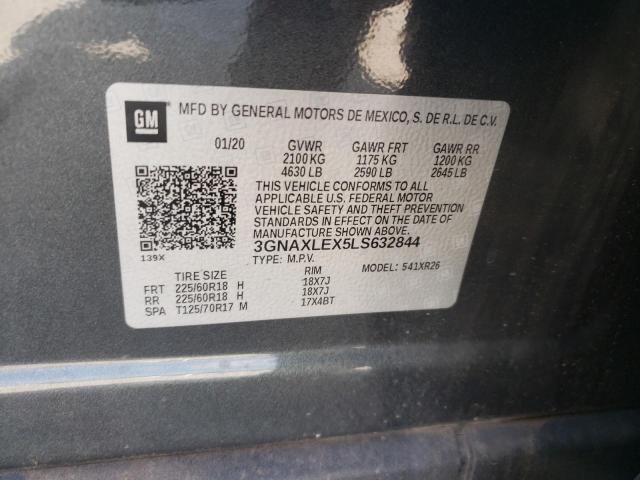 GM
MFD BY GENERAL MOTORS DE MEXICO, S. DE R.L. DE C.V.
01/20 GVWR GAWR FRT GAWR RR
2100 KG 1175 KG 1200 KG
4630 LB 2590 LB 2645 LB
THIS VEHICLE CONFORMS TO ALL
APPLICABLE U.S. FEDERAL MOTOR
VEHICLE SAFETY AND THEFT PREVENTION
STANDARDS IN EFFECT ON THE DATE OF
MANUFACTURE SHOWN ABOVE.
3GNAXLEX5LS632844
139X
TYPE: M.P.V. MODEL: 541XR26
TIRE SIZE RIM
FRT 225/60R18 H 18X7J
RR 225/60R18 H 18X7J
SPA T125/70R17 M 17X4BT